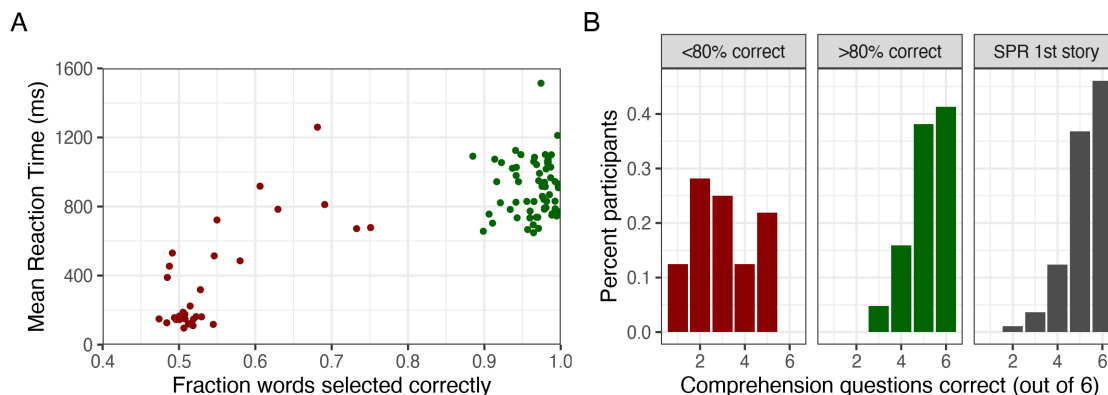 A
Mean Reaction Time (ms)
1600
1200
800
400
0
0.4 0.5 0.6 0.7 0.8 0.9 1.0
Fraction words selected correctly
B
<80% correct >80% correct SPR 1st story
Percent participants
0.4
0.3
0.2
0.1
0.0
2 4 6 2 4 6 2 4 6
Comprehension questions correct (out of 6)